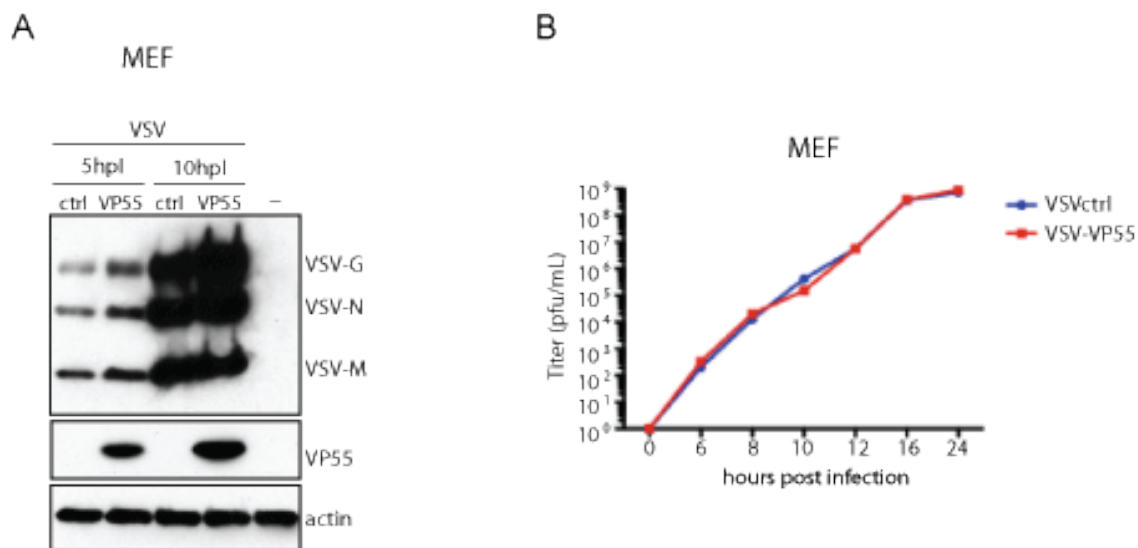 A
MEF
VSV
5hpI 10hpI
ctrl VP55 ctrl VP55 –
VSV-G
VSV-N
VSV-M
VP55
actin
B
MEF
Titer (pfu/mL)
10⁹
10⁸
10⁷
10⁶
10⁵
10⁴
10³
10²
10¹
10⁰
0 6 8 10 12 16 24
hours post infection
VSVctrl
VSV-VP55